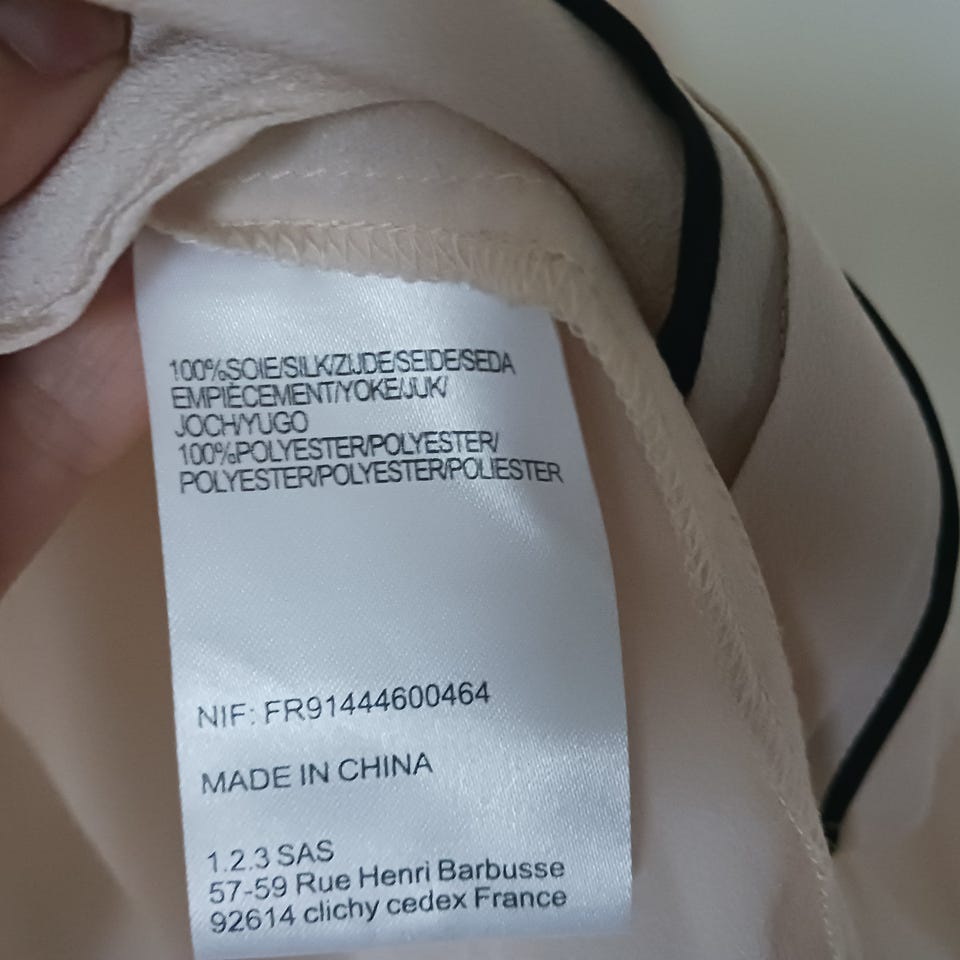 100%SOIE/SILK/ZIJDE/SEIDE/SEDA
EMPIÈCEMENT/YOKE/JUK/
JOCH/YUGO
100%POLYESTER/POLYESTER/
POLYESTER/POLYESTER/POLIESTER
NIF: FR91444600464
MADE IN CHINA
1.2.3 SAS
57-59 Rue Henri Barbusse
92614 clichy cedex France